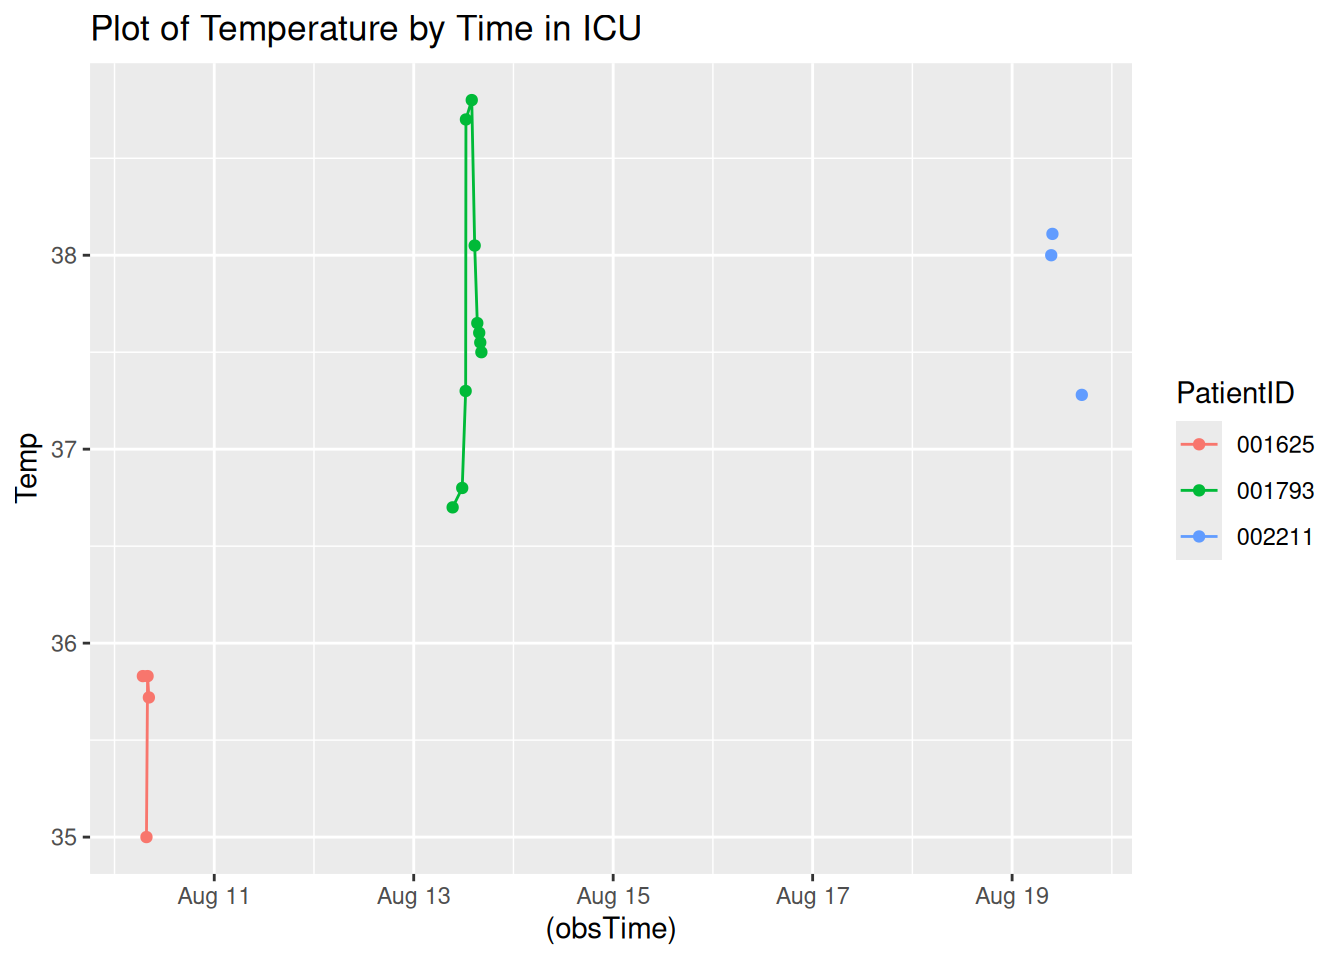 Plot of Temperature by Time in ICU
Temp
38
37
36
35
Aug 11 Aug 13 Aug 15 Aug 17 Aug 19
(obsTime)
PatientID
001625
001793
002211